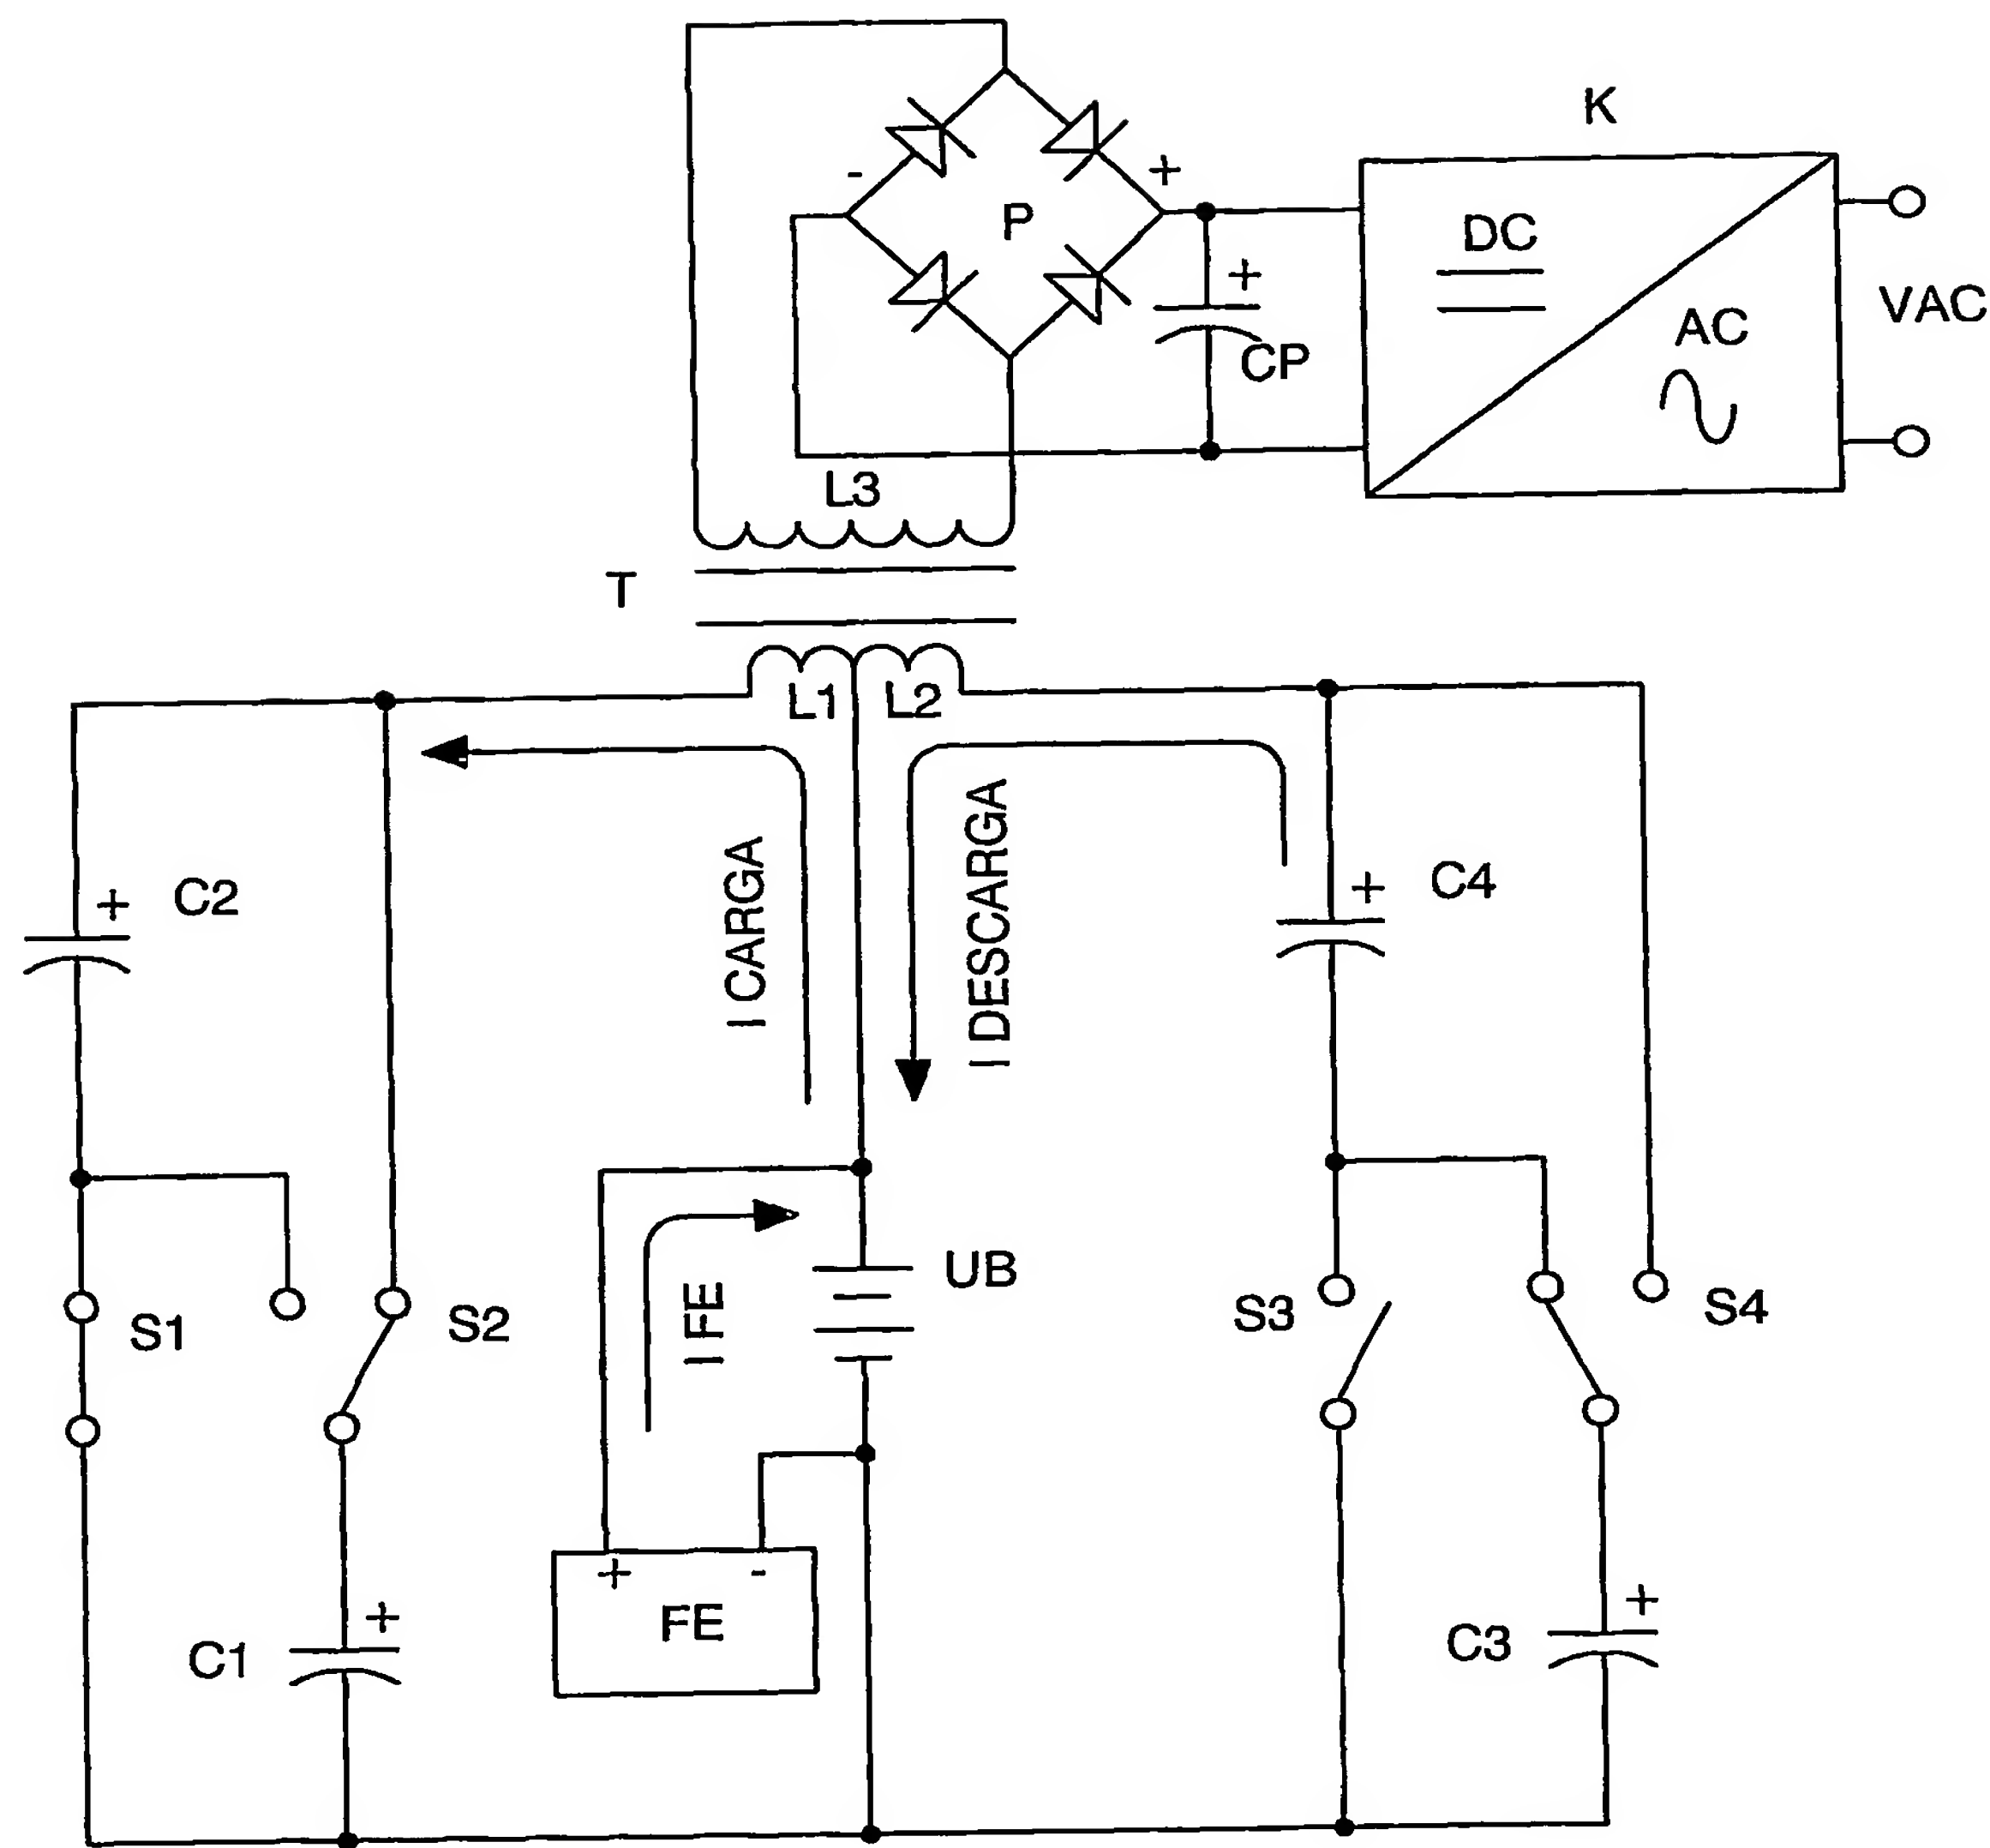 K
-
+
P
DC
+
AC
VAC
CP
L3
T
L1
L2
I CARGA
I DESCARGA
+
C2
+
C4
I FE
UB
S1
S2
S3
S4
+
-
FE
+
C1
+
C3